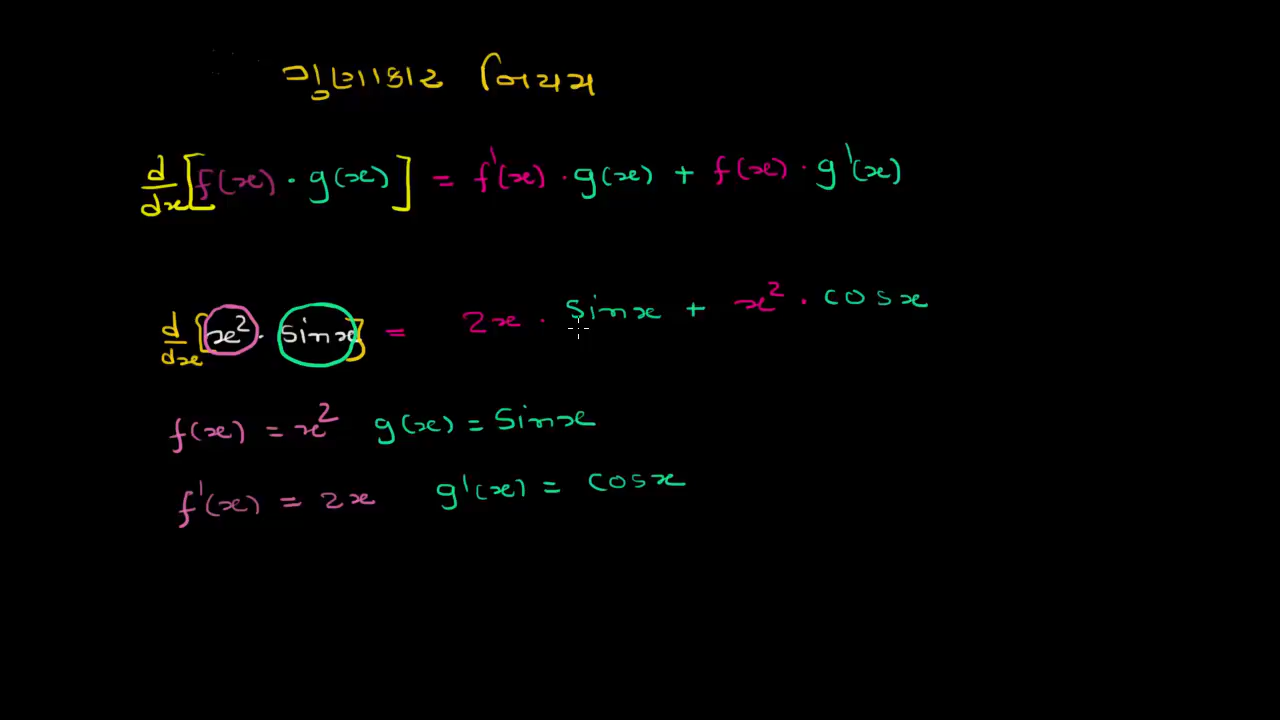 ગુણાકાર નિયમ
d/dx [f(x) · g(x)] = f'(x) · g(x) + f(x) · g'(x)
d/dx [x² · sinx] = 2x · sinx + x² · cosx
f(x) = x² g(x) = sinx
f'(x) = 2x g'(x) = cosx